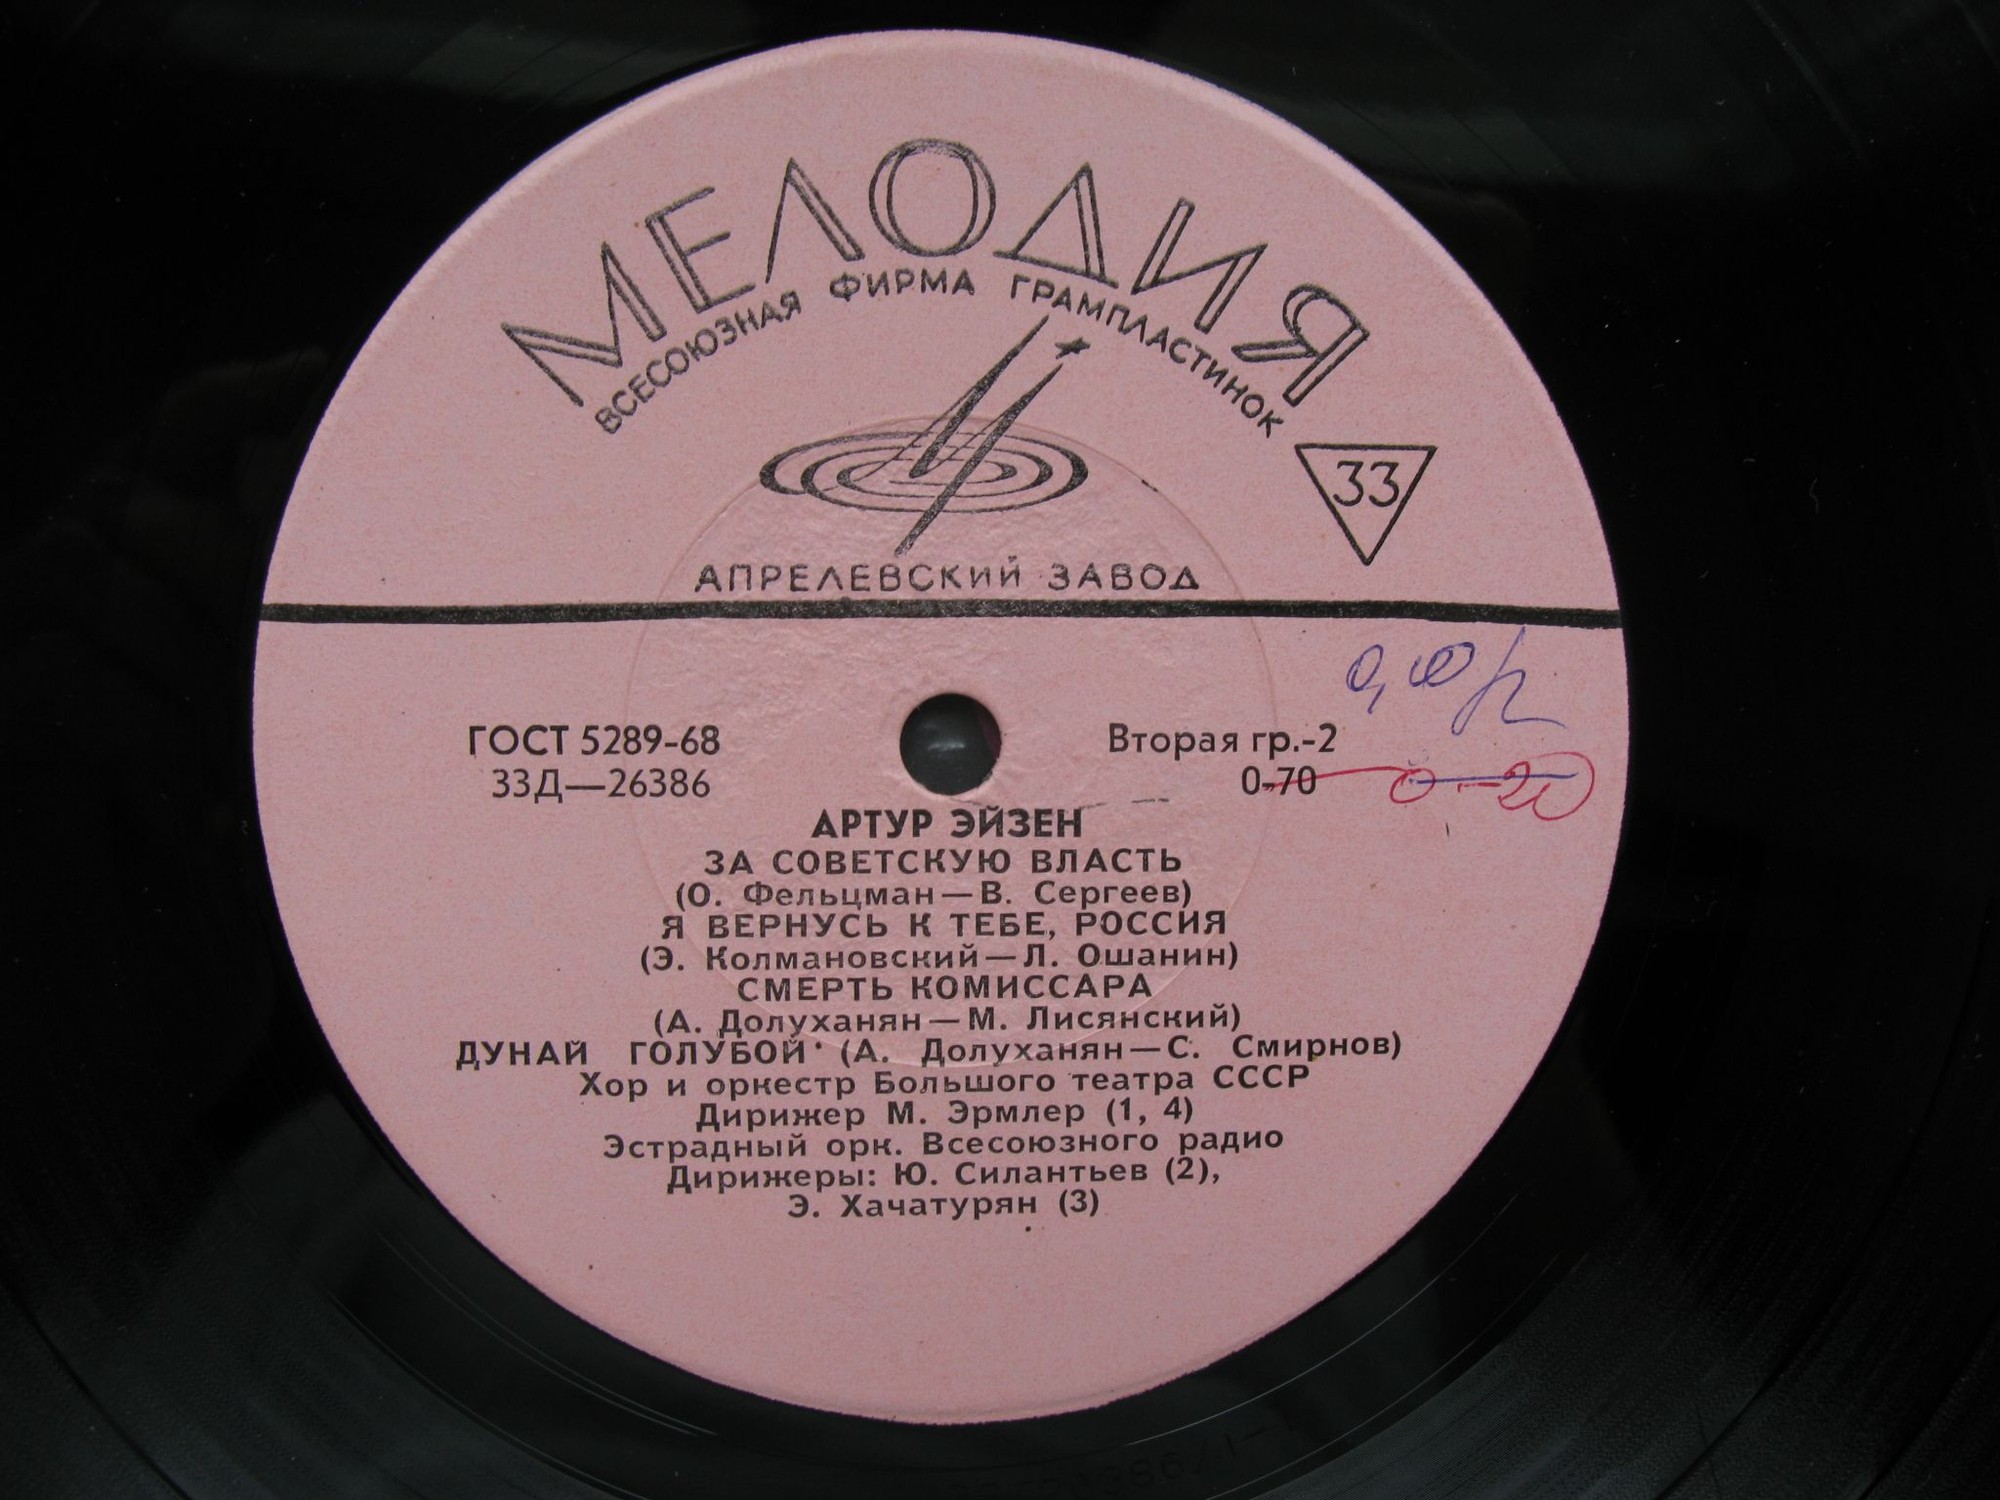 МЕЛОДИЯ
ВСЕСОЮЗНАЯ ФИРМА ГРАМПЛАСТИНОК
33
АПРЕЛЕВСКИЙ ЗАВОД
ГОСТ 5289-68
33Д—26386
Вторая гр.-2
0-70
0-20
АРТУР ЭЙЗЕН
ЗА СОВЕТСКУЮ ВЛАСТЬ
(О. Фельцман—В. Сергеев)
Я ВЕРНУСЬ К ТЕБЕ, РОССИЯ
(Э. Колмановский—Л. Ошанин)
СМЕРТЬ КОМИССАРА
(А. Долуханян—М. Лисянский)
ДУНАЙ ГОЛУБОЙ (А. Долуханян—С. Смирнов)
Хор и оркестр Большого театра СССР
Дирижер М. Эрмлер (1, 4)
Эстрадный орк. Всесоюзного радио
Дирижеры: Ю. Силантьев (2),
Э. Хачатурян (3)